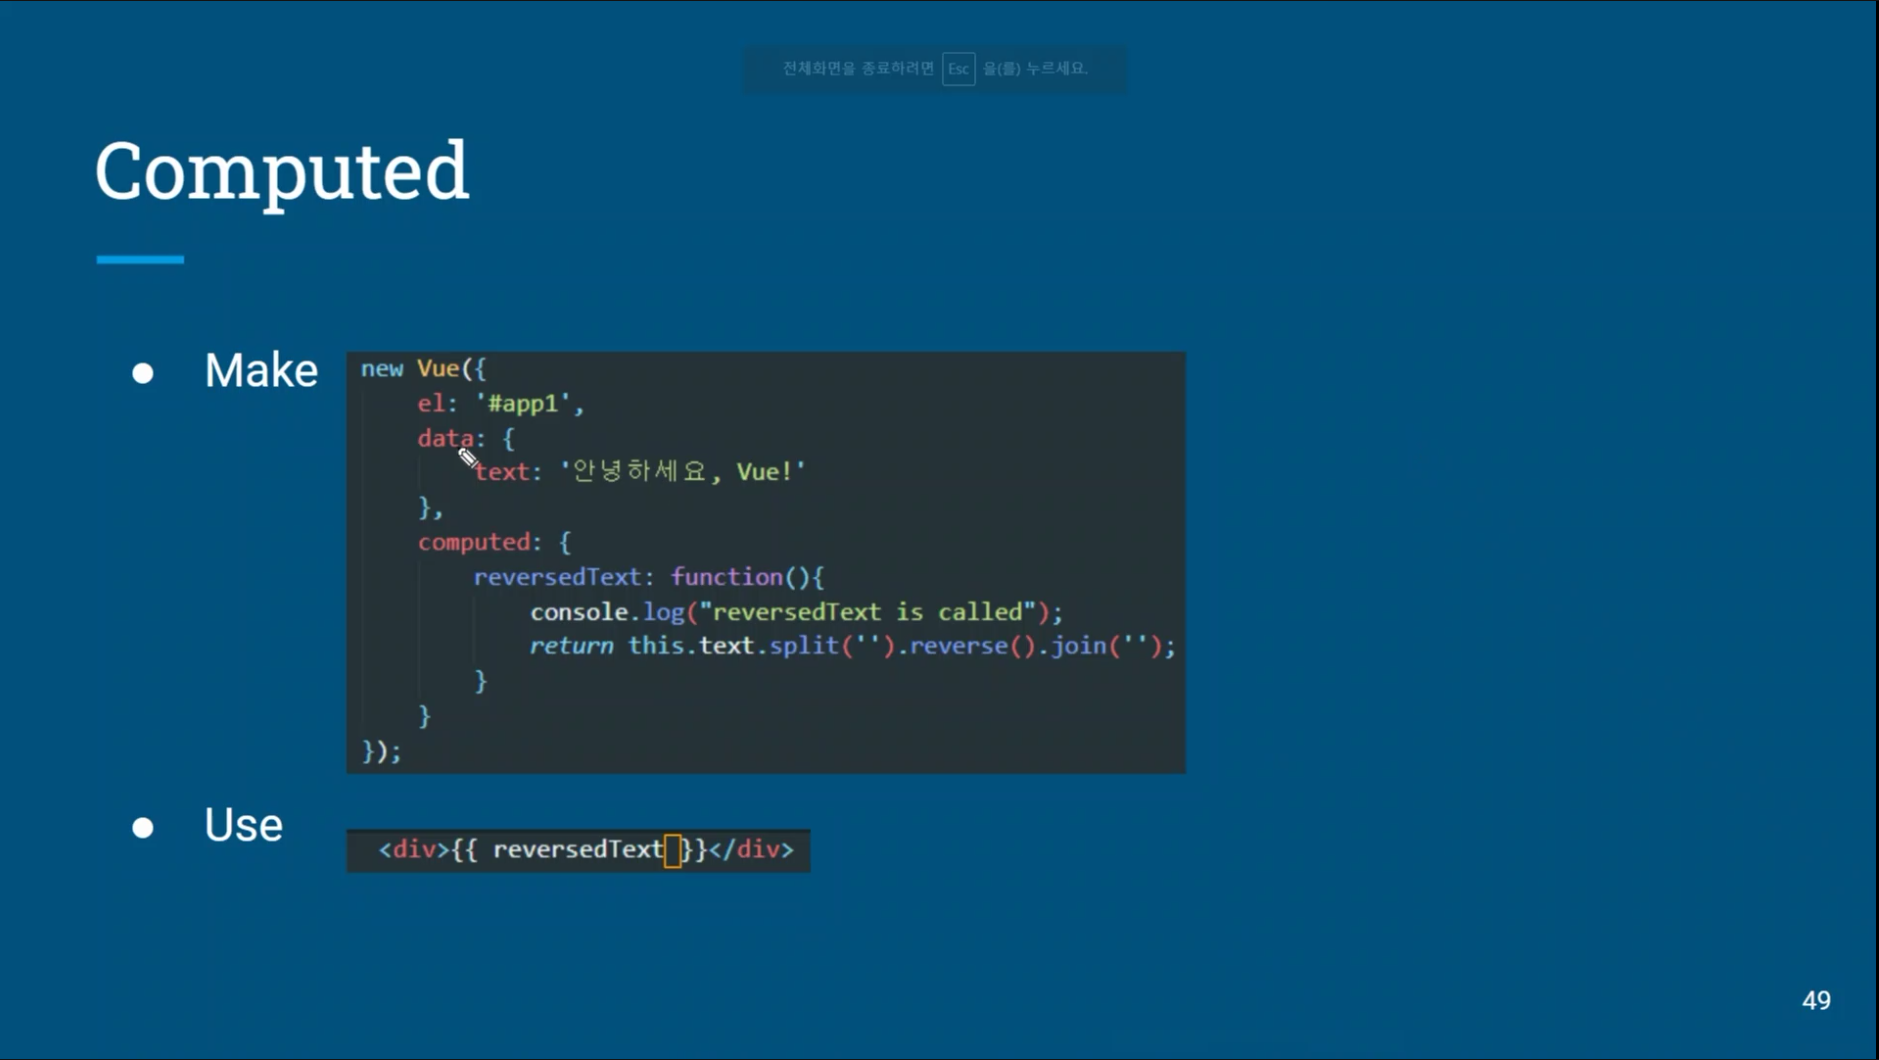 전체화면을 종료하려면 Esc 을(를) 누르세요.
Computed
● Make
new Vue({
    el: '#app1',
    data: {
        text: '안녕하세요, Vue!'
    },
    computed: {
        reversedText: function(){
            console.log("reversedText is called");
            return this.text.split('').reverse().join('');
        }
    }
});
● Use
<div>{{ reversedText }}</div>
49